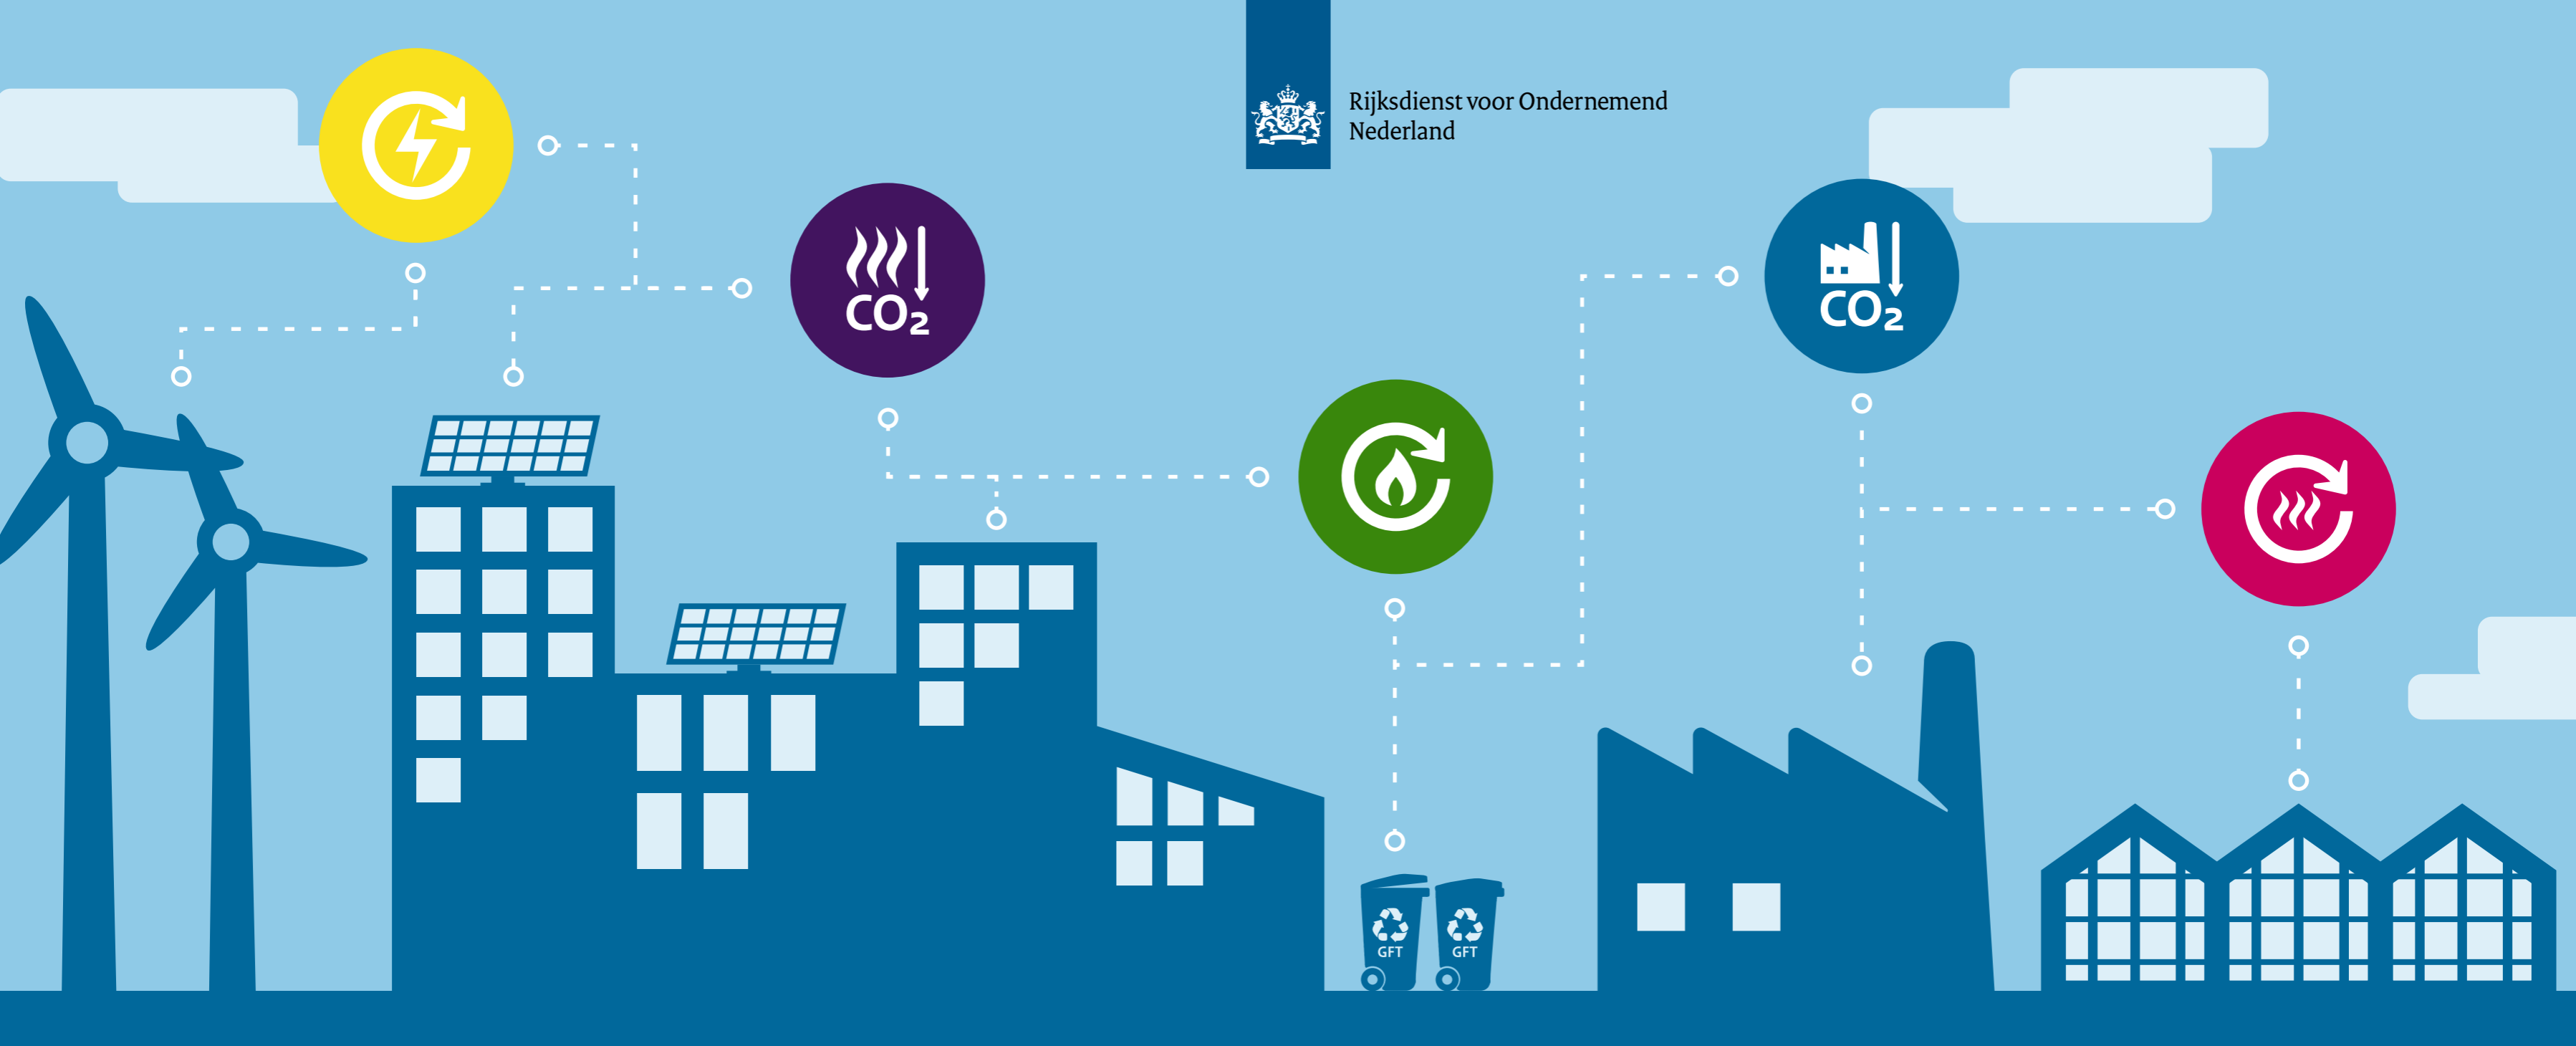 Rijksdienst voor Ondernemend
Nederland
CO₂
CO₂
GFT
GFT